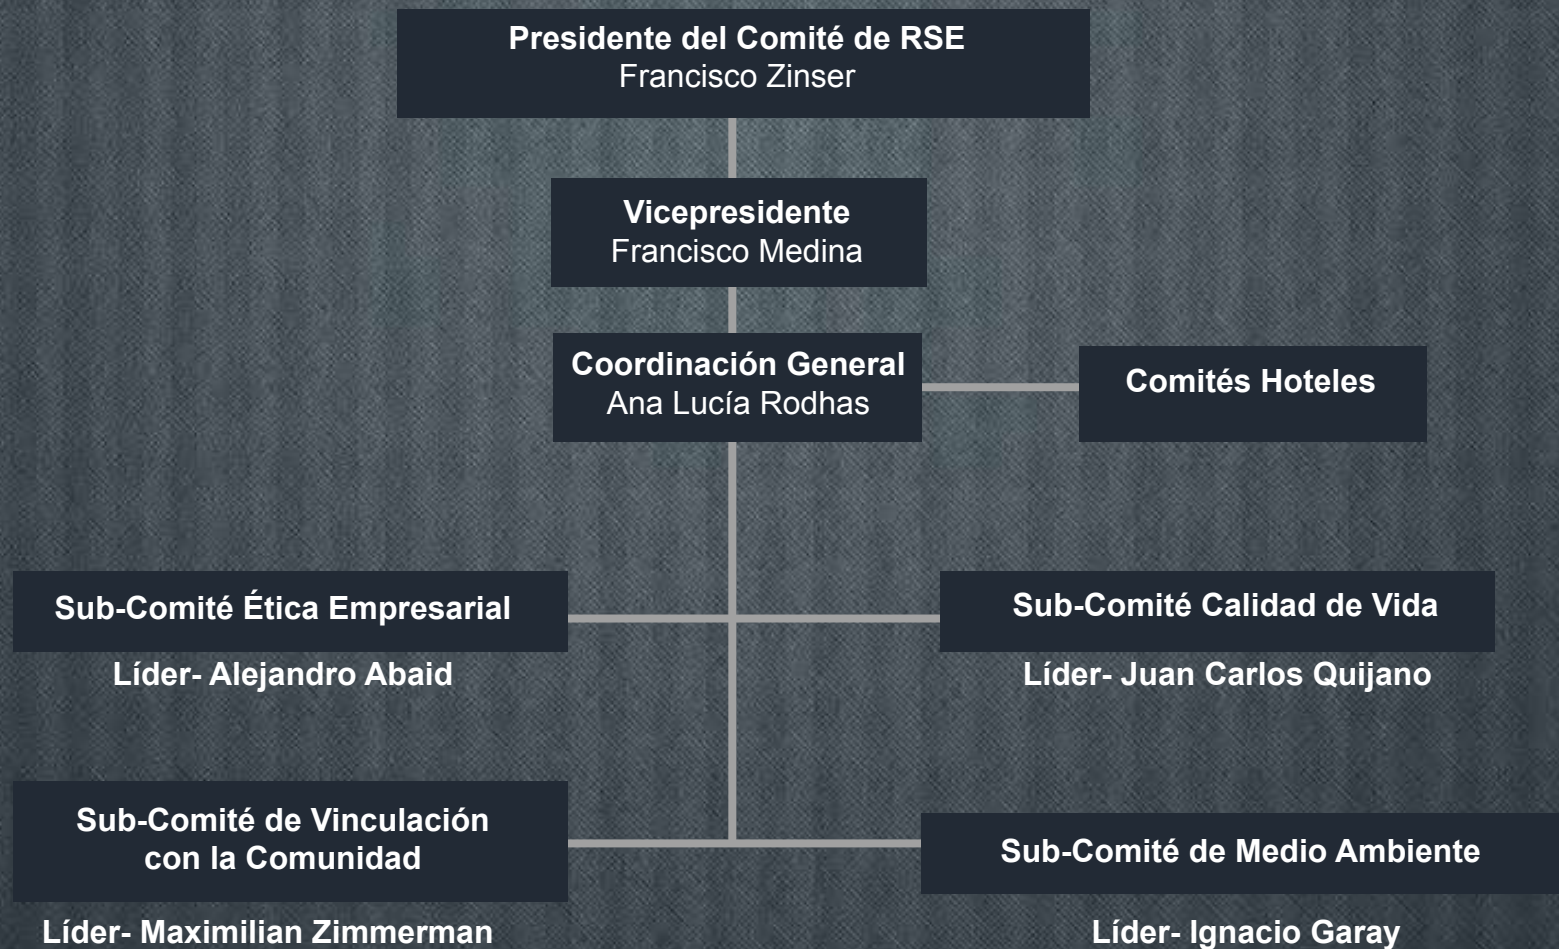 Presidente del Comité de RSE
Francisco Zinser
Vicepresidente
Francisco Medina
Coordinación General
Ana Lucía Rodhas
Comités Hoteles
Sub-Comité Ética Empresarial
Líder- Alejandro Abaid
Sub-Comité Calidad de Vida
Líder- Juan Carlos Quijano
Sub-Comité de Vinculación
con la Comunidad
Líder- Maximilian Zimmerman
Sub-Comité de Medio Ambiente
Líder- Ignacio Garay